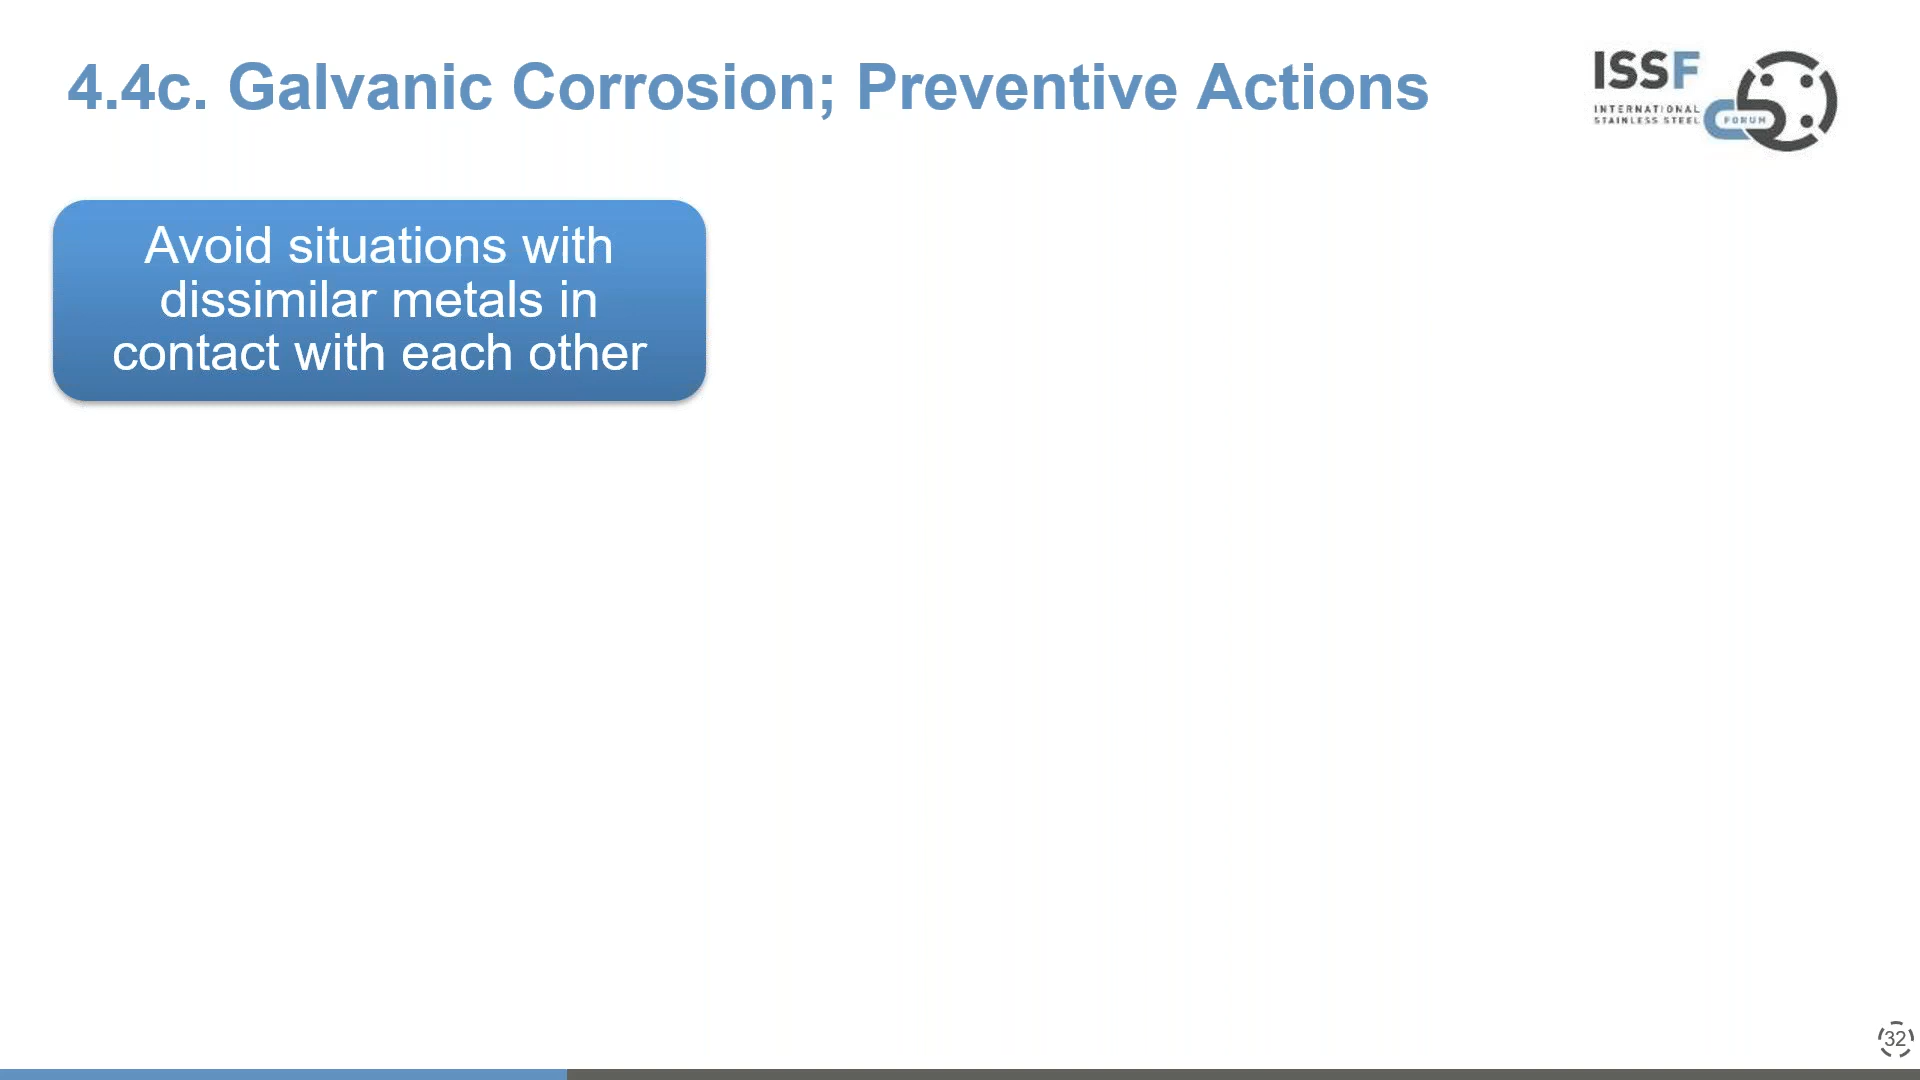 4.4c. Galvanic Corrosion; Preventive Actions
ISSF
INTERNATIONAL
STAINLESS STEEL
FORUM
Avoid situations with
dissimilar metals in
contact with each other
32